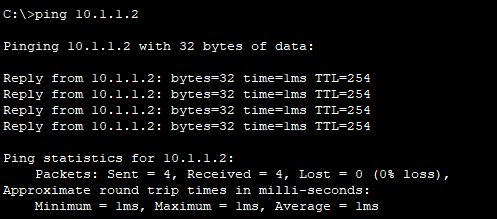 C:\>ping 10.1.1.2
Pinging 10.1.1.2 with 32 bytes of data:
Reply from 10.1.1.2: bytes=32 time=1ms TTL=254
Reply from 10.1.1.2: bytes=32 time=1ms TTL=254
Reply from 10.1.1.2: bytes=32 time=1ms TTL=254
Reply from 10.1.1.2: bytes=32 time=1ms TTL=254
Ping statistics for 10.1.1.2:
Packets: Sent = 4, Received = 4, Lost = 0 (0% loss),
Approximate round trip times in milli-seconds:
Minimum = 1ms, Maximum = 1ms, Average = 1ms